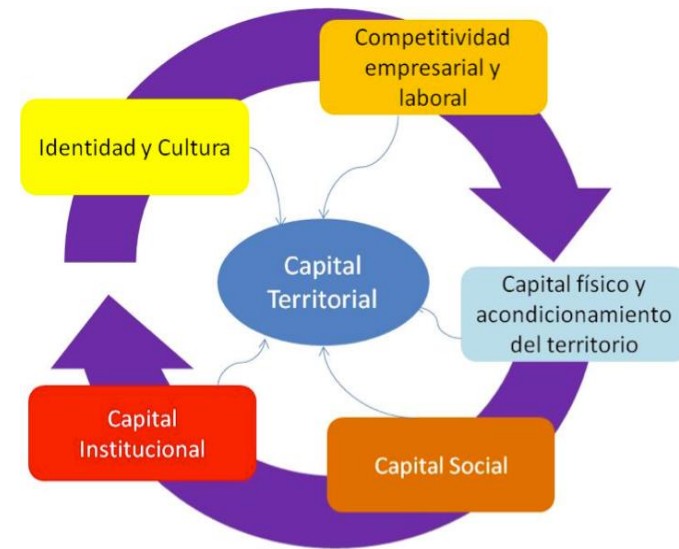 Competitividad
empresarial y
laboral
Identidad y Cultura
Capital
Territorial
Capital físico y
acondicionamiento
del territorio
Capital
Institucional
Capital Social